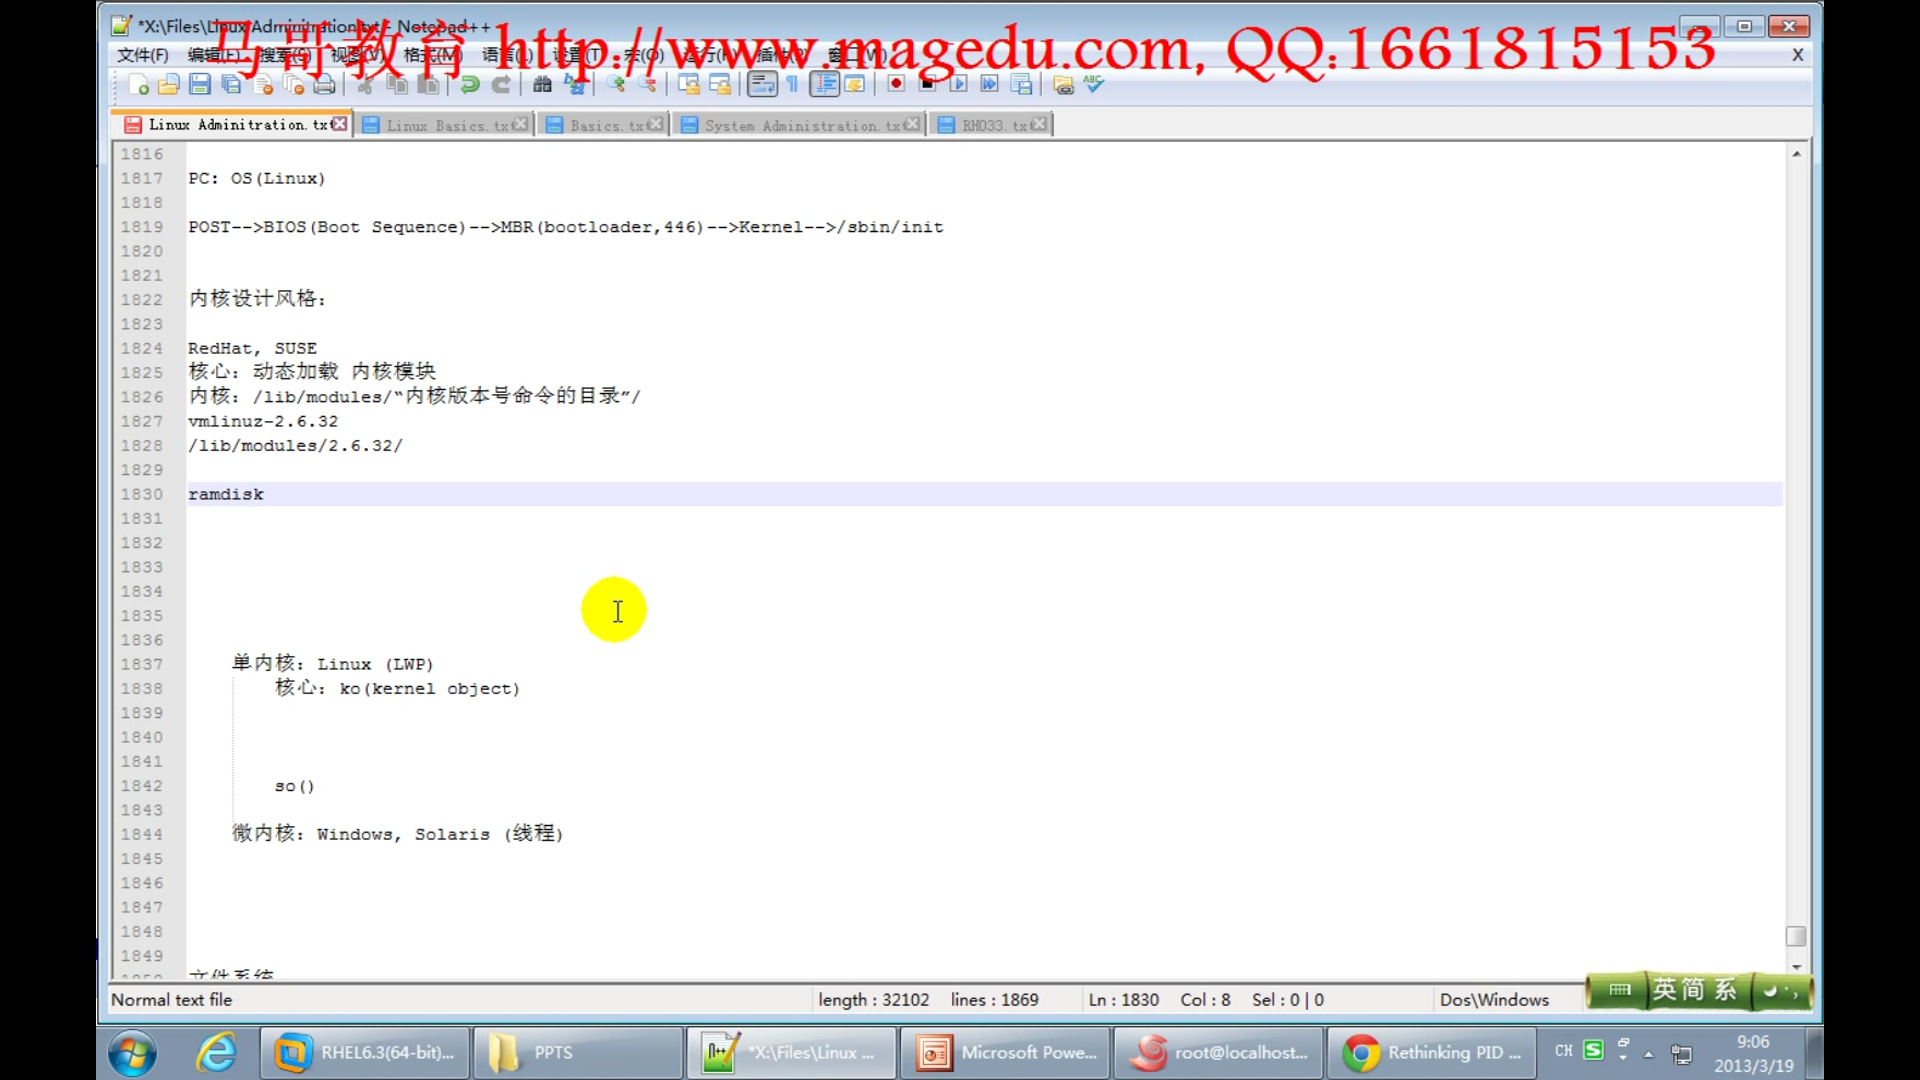 *X:\Files\Linux Adminitration.txt - Notepad++
马哥教育 http://www.magedu.com, QQ:1661815153
文件(F) 编辑(E) 搜索(S) 视图(V) 格式(M) 语言(L) 设置(T) 宏(O) 运行(R) 插件(P) 窗口(W) X
Linux Adminitration.txt Linux Basics.txt Basics.txt System Administration.txt RH033.txt
1816
1817 PC: OS(Linux)
1818
1819 POST-->BIOS(Boot Sequence)-->MBR(bootloader,446)-->Kernel-->/sbin/init
1820
1821
1822 内核设计风格:
1823
1824 RedHat, SUSE
1825 核心: 动态加载 内核模块
1826 内核: /lib/modules/“内核版本号命令的目录”/
1827 vmlinuz-2.6.32
1828 /lib/modules/2.6.32/
1829
1830 ramdisk
1831
1832
1833
1834
1835
1836
1837 单内核: Linux (LWP)
1838 核心: ko(kernel object)
1839
1840
1841
1842 so()
1843
1844 微内核: Windows, Solaris (线程)
1845
1846
1847
1848
1849
1850 文件系统
Normal text file length : 32102 lines : 1869 Ln : 1830 Col : 8 Sel : 0 | 0 Dos\Windows
英简系
RHEL6.3(64-bit)... PPTS *X:\Files\Linux ... Microsoft Powe... root@localhost... Rethinking PID ... CH 9:06
2013/3/19